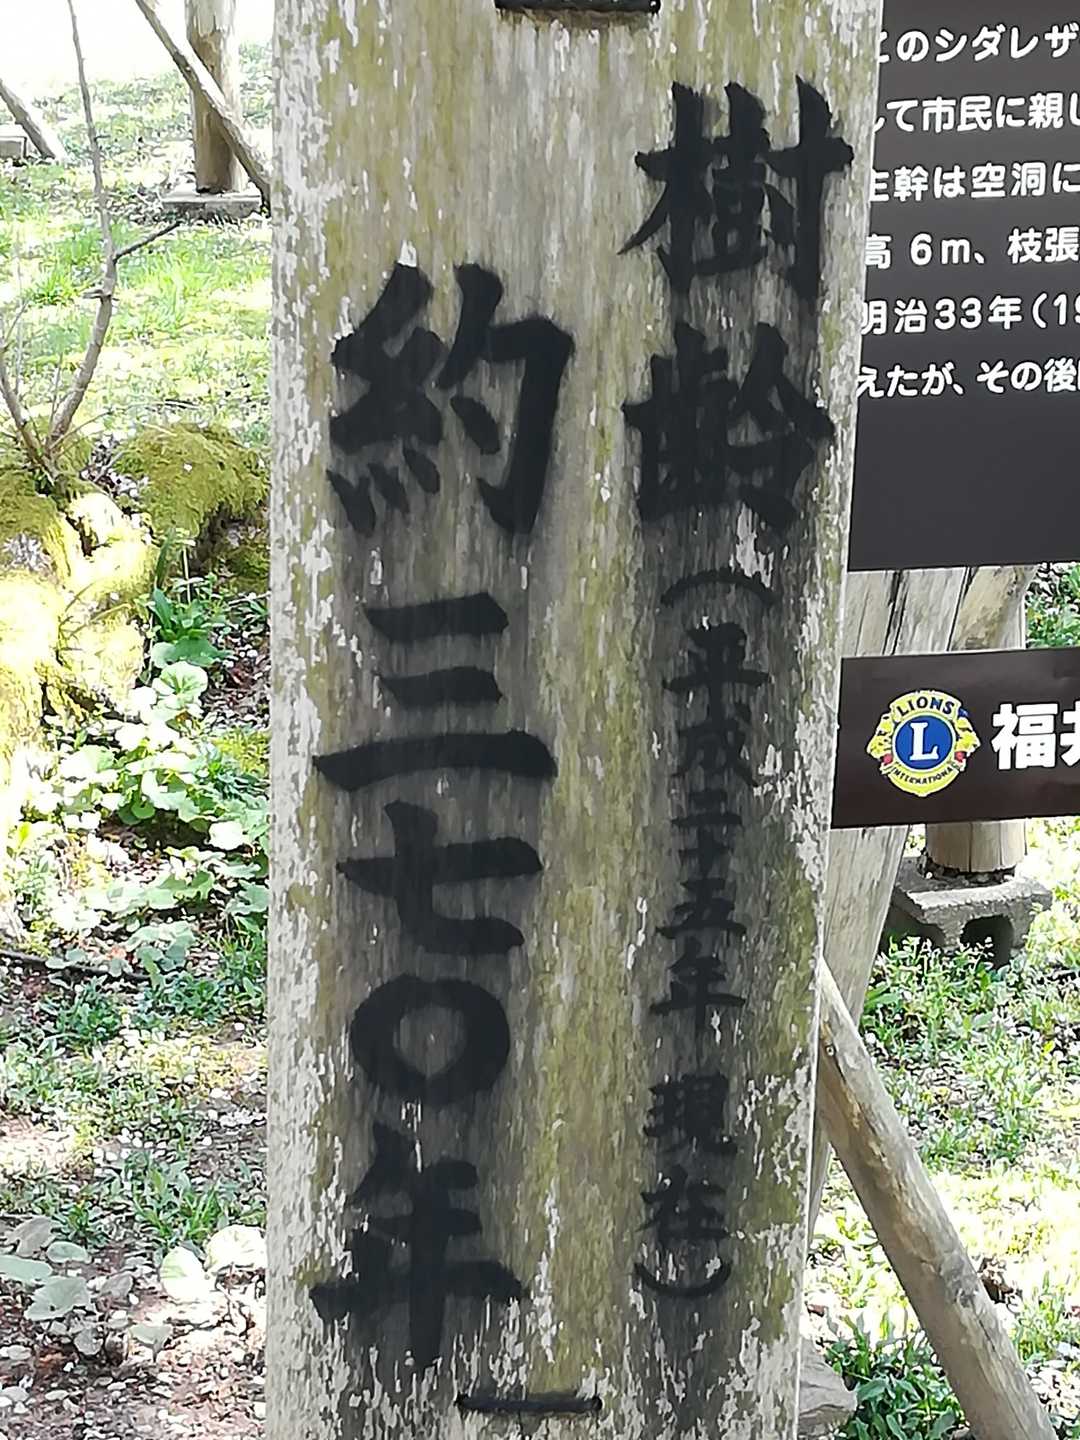 樹齢(平成二十五年現在)
約三七〇年
このシダレザ
して市民に親し
主幹は空洞に
高 6m、枝張
明治33年(19
えたが、その後
LIONS
L
INTERNATIONAL
福井